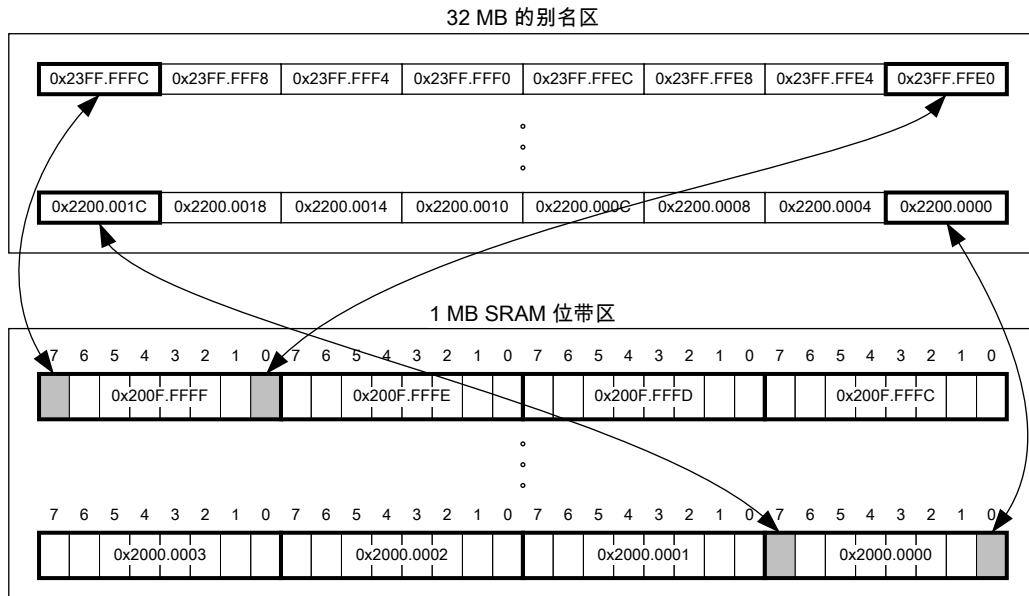 32 MB 的别名区
0x23FF.FFFC 0x23FF.FFF8 0x23FF.FFF4 0x23FF.FFF0 0x23FF.FFEC 0x23FF.FFE8 0x23FF.FFE4 0x23FF.FFE0
0x2200.001C 0x2200.0018 0x2200.0014 0x2200.0010 0x2200.000C 0x2200.0008 0x2200.0004 0x2200.0000
1 MB SRAM 位带区
7 6 5 4 3 2 1 0 7 6 5 4 3 2 1 0 7 6 5 4 3 2 1 0 7 6 5 4 3 2 1 0
0x200F.FFFF 0x200F.FFFE 0x200F.FFFD 0x200F.FFFC
7 6 5 4 3 2 1 0 7 6 5 4 3 2 1 0 7 6 5 4 3 2 1 0 7 6 5 4 3 2 1 0
0x2000.0003 0x2000.0002 0x2000.0001 0x2000.0000